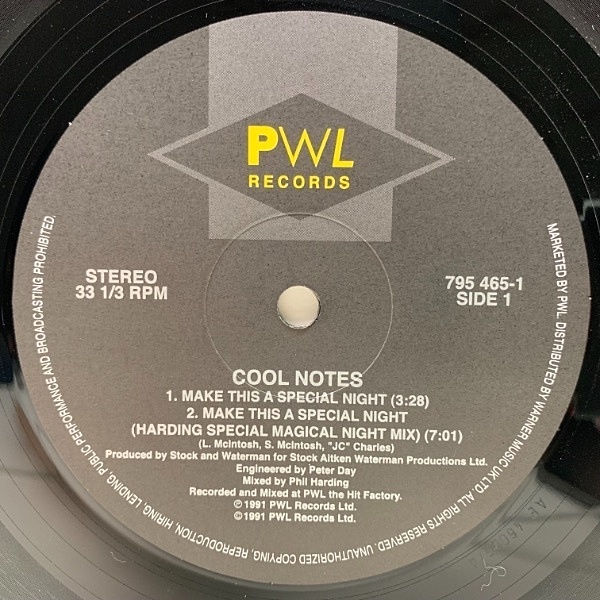 PWL
RECORDS
STEREO
33 1/3 RPM
795 465-1
SIDE 1
COOL NOTES
1. MAKE THIS A SPECIAL NIGHT (3:28)
2. MAKE THIS A SPECIAL NIGHT
(HARDING SPECIAL MAGICAL NIGHT MIX) (7:01)
(L. McIntosh, S. McIntosh, "JC" Charles)
Produced by Stock and Waterman for Stock Aitken Waterman Productions Ltd.
Engineered by Peter Day
Mixed by Phil Harding
Recorded and Mixed at PWL the Hit Factory.
℗ 1991 PWL Records Ltd.
© 1991 PWL Records Ltd.
MARKETED BY PWL. DISTRIBUTED BY WARNER MUSIC UK LTD. ALL RIGHTS RESERVED. UNAUTHORIZED COPYING, REPRODUCTION, HIRING, LENDING, PUBLIC PERFORMANCE AND BROADCASTING PROHIBITED.